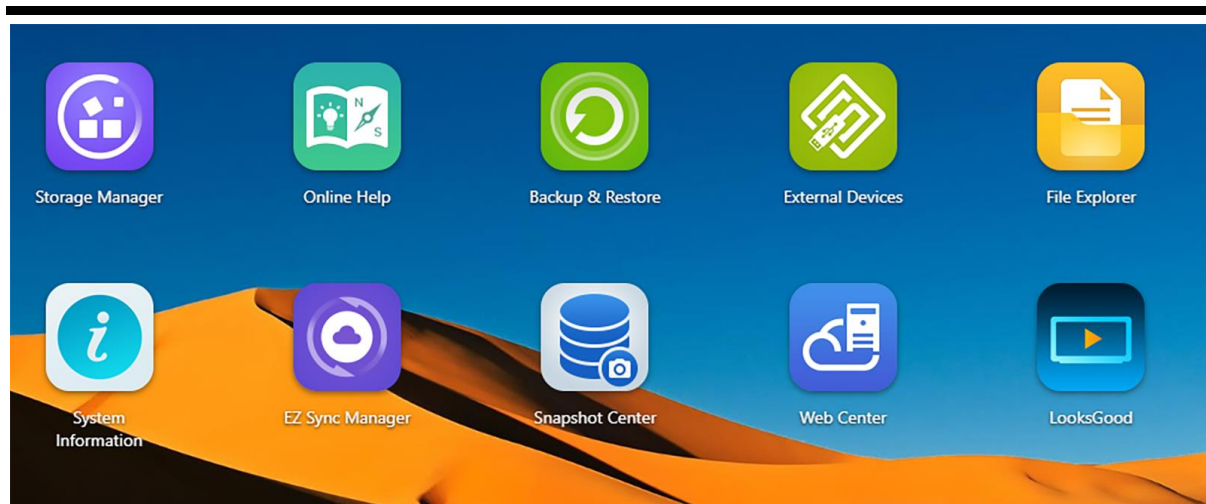 N
S
Storage Manager
Online Help
Backup & Restore
External Devices
File Explorer
i
System
Information
EZ Sync Manager
Snapshot Center
Web Center
LooksGood